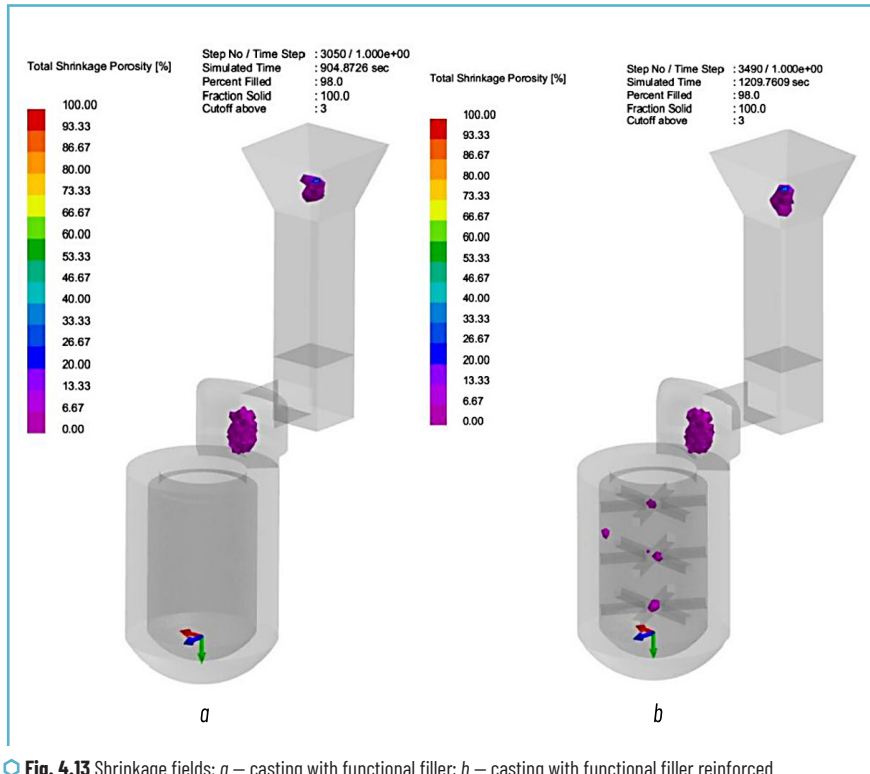 Total Shrinkage Porosity [%]
Step No / Time Step : 3050 / 1.000e+00
Simulated Time : 904.8726 sec
Percent Filled : 98.0
Fraction Solid : 100.0
Cutoff above : 3
100.00
93.33
86.67
80.00
73.33
66.67
60.00
53.33
46.67
40.00
33.33
26.67
20.00
13.33
6.67
0.00
a
Total Shrinkage Porosity [%]
Step No / Time Step : 3490 / 1.000e+00
Simulated Time : 1209.7609 sec
Percent Filled : 98.0
Fraction Solid : 100.0
Cutoff above : 3
100.00
93.33
86.67
80.00
73.33
66.67
60.00
53.33
46.67
40.00
33.33
26.67
20.00
13.33
6.67
0.00
b
Fig. 4.13 Shrinkage fields: a — casting with functional filler; b — casting with functional filler reinforced